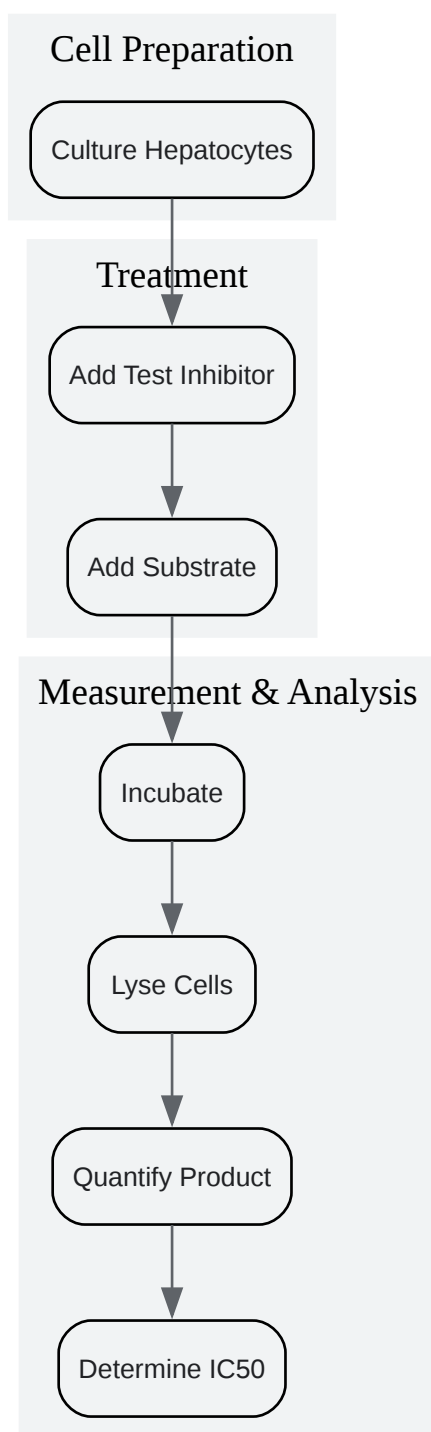 Cell Preparation
Culture Hepatocytes
Treatment
Add Test Inhibitor
Add Substrate
Measurement & Analysis
Incubate
Lyse Cells
Quantify Product
Determine IC50